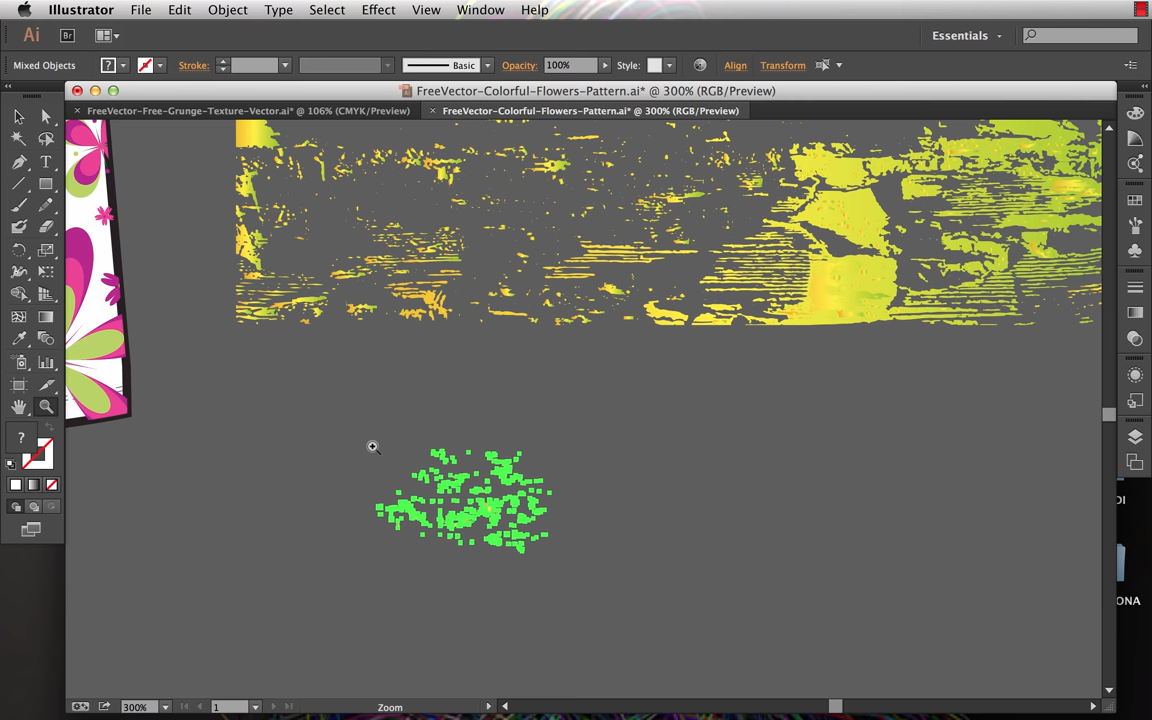 Illustrator File Edit Object Type Select Effect View Window Help
Ai Br Essentials
Mixed Objects ? Stroke: Basic Opacity: 100% Style: Align Transform
FreeVector-Colorful-Flowers-Pattern.ai* @ 300% (RGB/Preview)
× FreeVector-Free-Grunge-Texture-Vector.ai* @ 106% (CMYK/Preview) × FreeVector-Colorful-Flowers-Pattern.ai* @ 300% (RGB/Preview)
T
?
DI
ONA
300% 1 Zoom